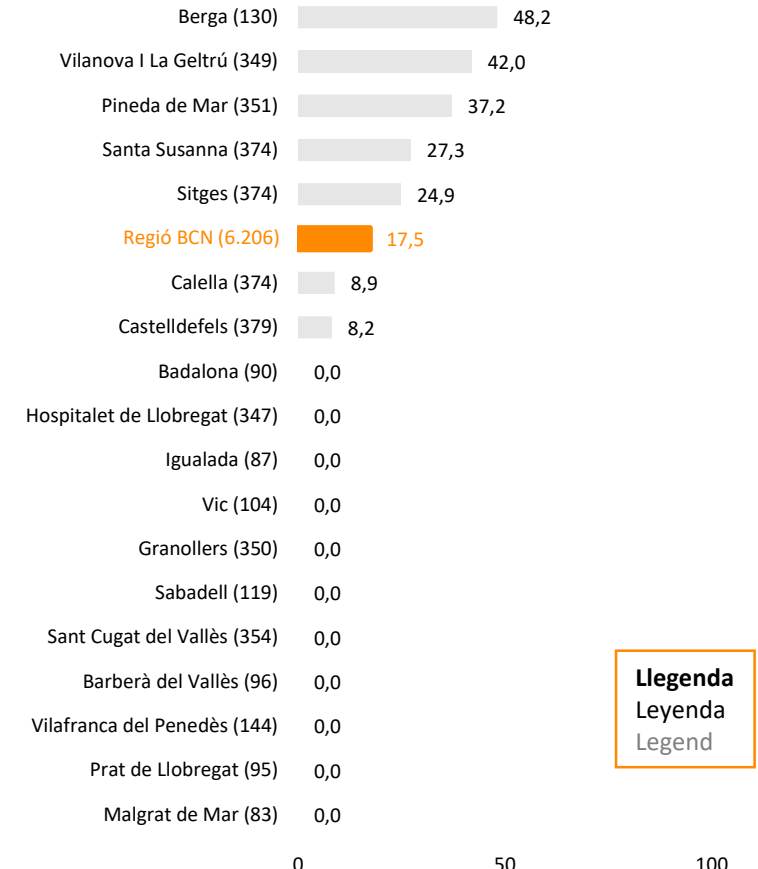 Berga (130) 48,2
Vilanova I La Geltrú (349) 42,0
Pineda de Mar (351) 37,2
Santa Susanna (374) 27,3
Sitges (374) 24,9
Regió BCN (6.206) 17,5
Calella (374) 8,9
Castelldefels (379) 8,2
Badalona (90) 0,0
Hospitalet de Llobregat (347) 0,0
Igualada (87) 0,0
Vic (104) 0,0
Granollers (350) 0,0
Sabadell (119) 0,0
Sant Cugat del Vallès (354) 0,0
Barberà del Vallès (96) 0,0
Vilafranca del Penedès (144) 0,0
Prat de Llobregat (95) 0,0
Malgrat de Mar (83) 0,0
0 50 100
Llegenda
Leyenda
Legend